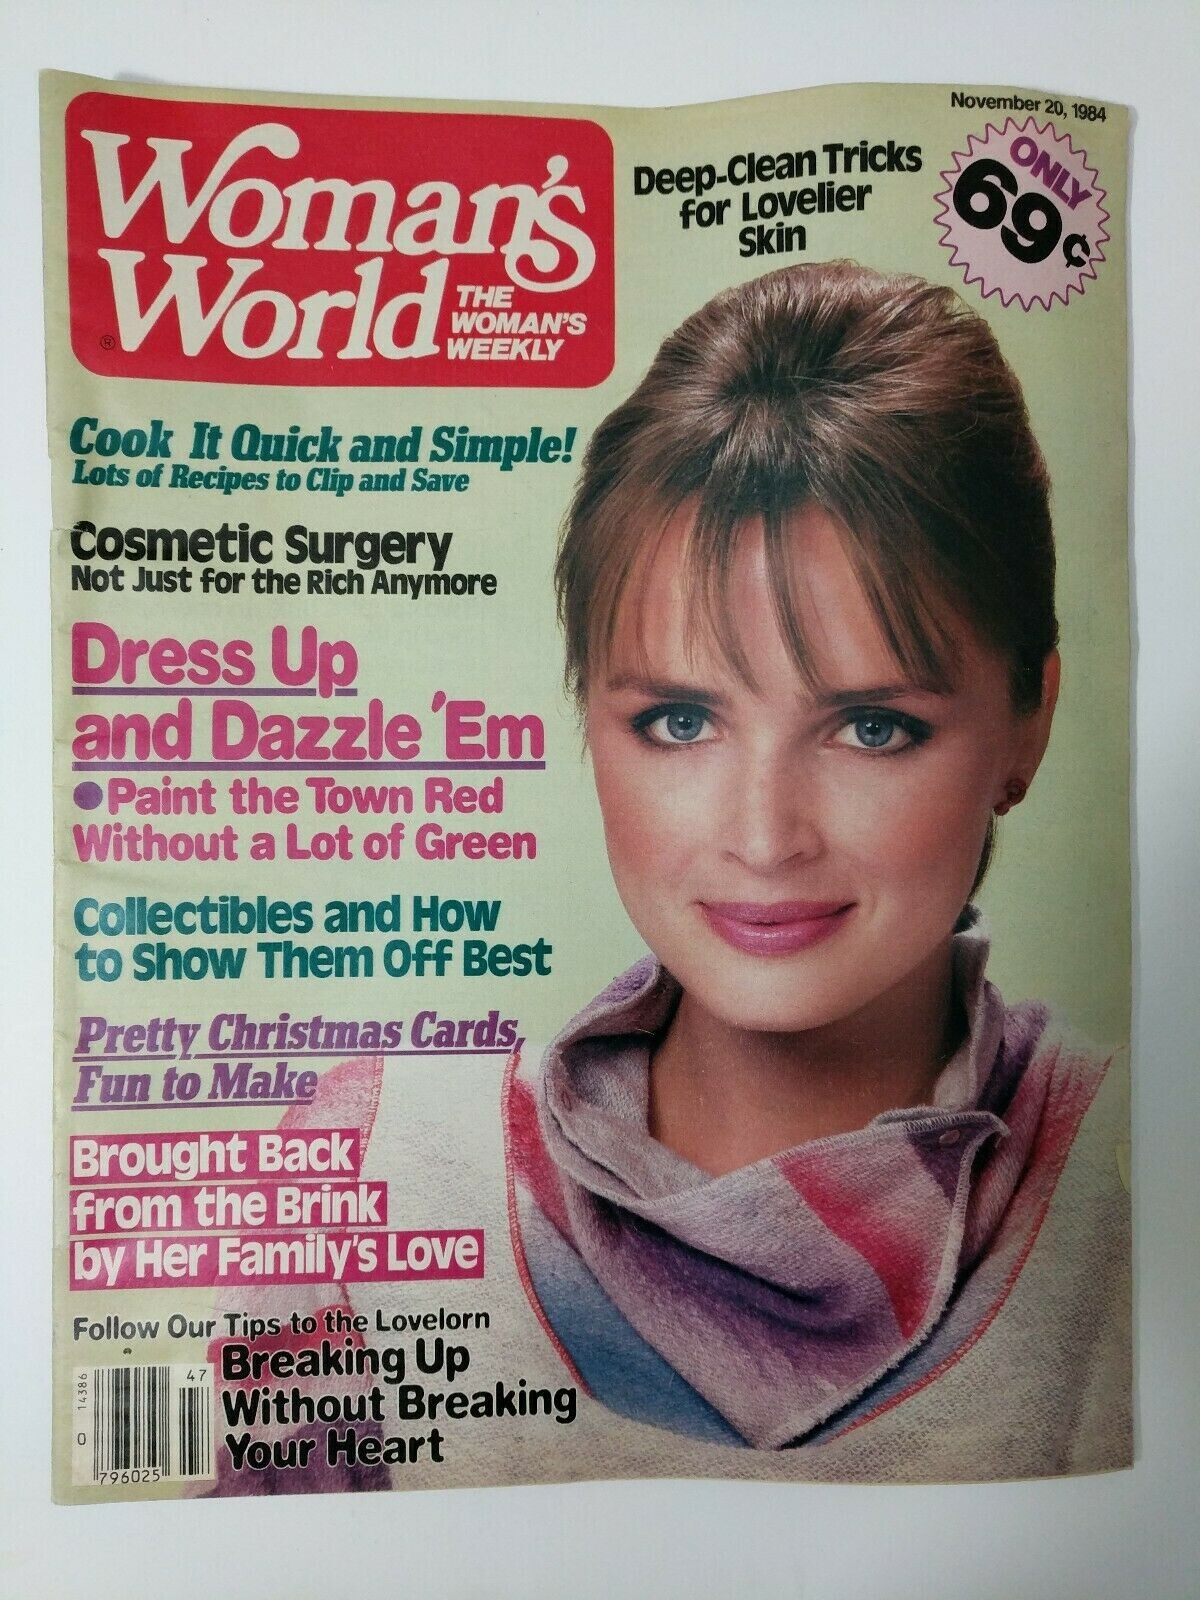 November 20, 1984
Woman's
World
THE
WOMAN'S
WEEKLY
®
Deep-Clean Tricks
for Lovelier
Skin
ONLY
69¢
Cook It Quick and Simple!
Lots of Recipes to Clip and Save
Cosmetic Surgery
Not Just for the Rich Anymore
Dress Up
and Dazzle 'Em
•Paint the Town Red
Without a Lot of Green
Collectibles and How
to Show Them Off Best
Pretty Christmas Cards,
Fun to Make
Brought Back
from the Brink
by Her Family's Love
Follow Our Tips to the Lovelorn
Breaking Up
Without Breaking
Your Heart
0 14386
47
796025